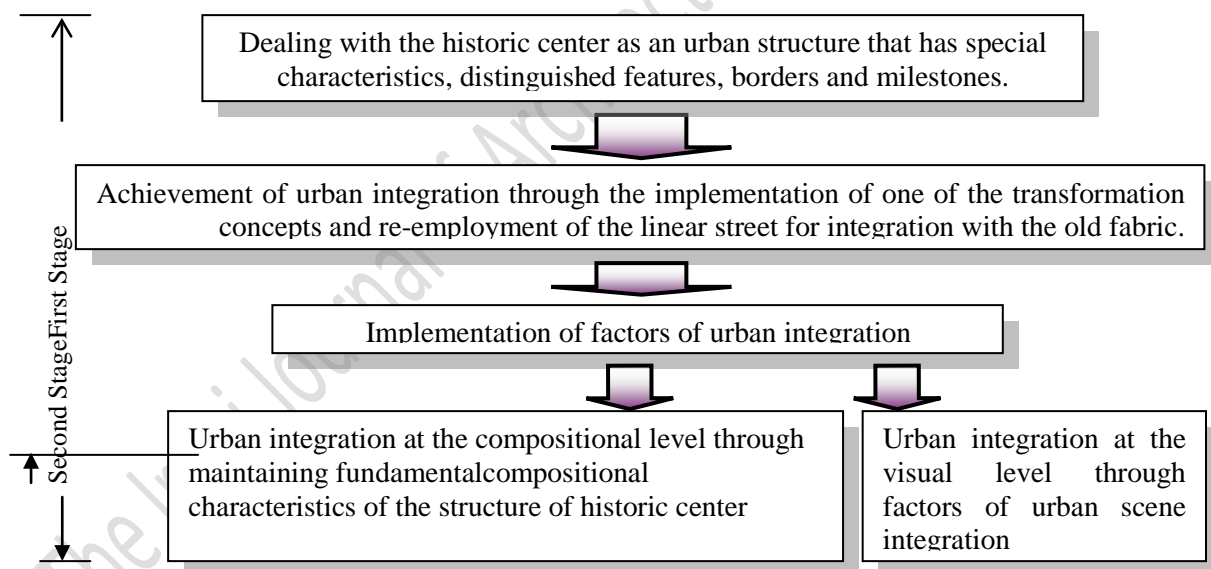 Dealing with the historic center as an urban structure that has special
characteristics, distinguished features, borders and milestones.
Achievement of urban integration through the implementation of one of the transformation
concepts and re-employment of the linear street for integration with the old fabric.
Second StageFirst Stage
Implementation of factors of urban integration
Urban integration at the compositional level through
maintaining fundamentalcompositional
characteristics of the structure of historic center
Urban integration at the
visual level through
factors of urban scene
integration